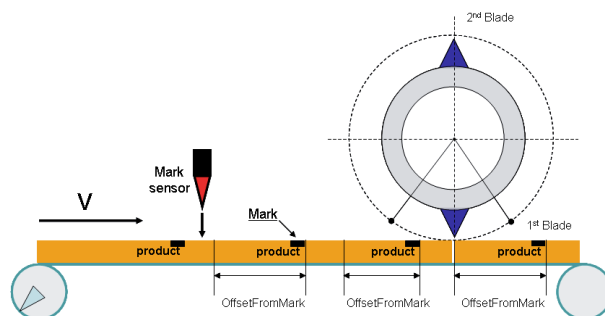 2nd Blade
Mark
sensor
V
Mark
1st Blade
product
product
product
product
OffsetFromMark
OffsetFromMark
OffsetFromMark